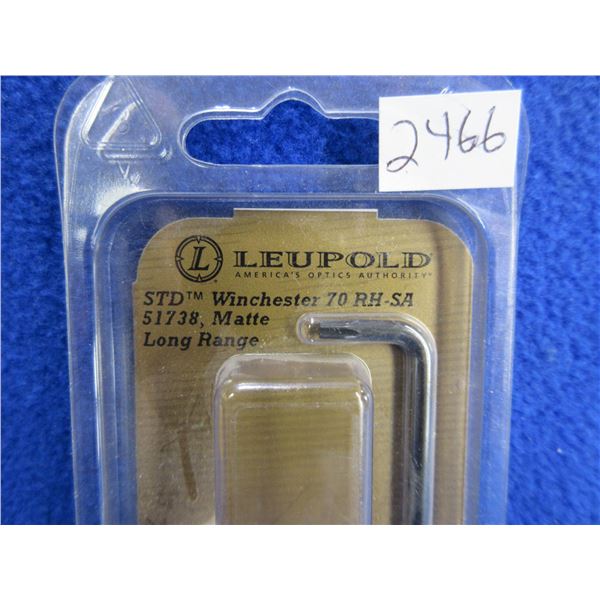 2466
L LEUPOLD
AMERICA'S OPTICS AUTHORITY
STD™ Winchester 70 RH-SA
51738, Matte
Long Range